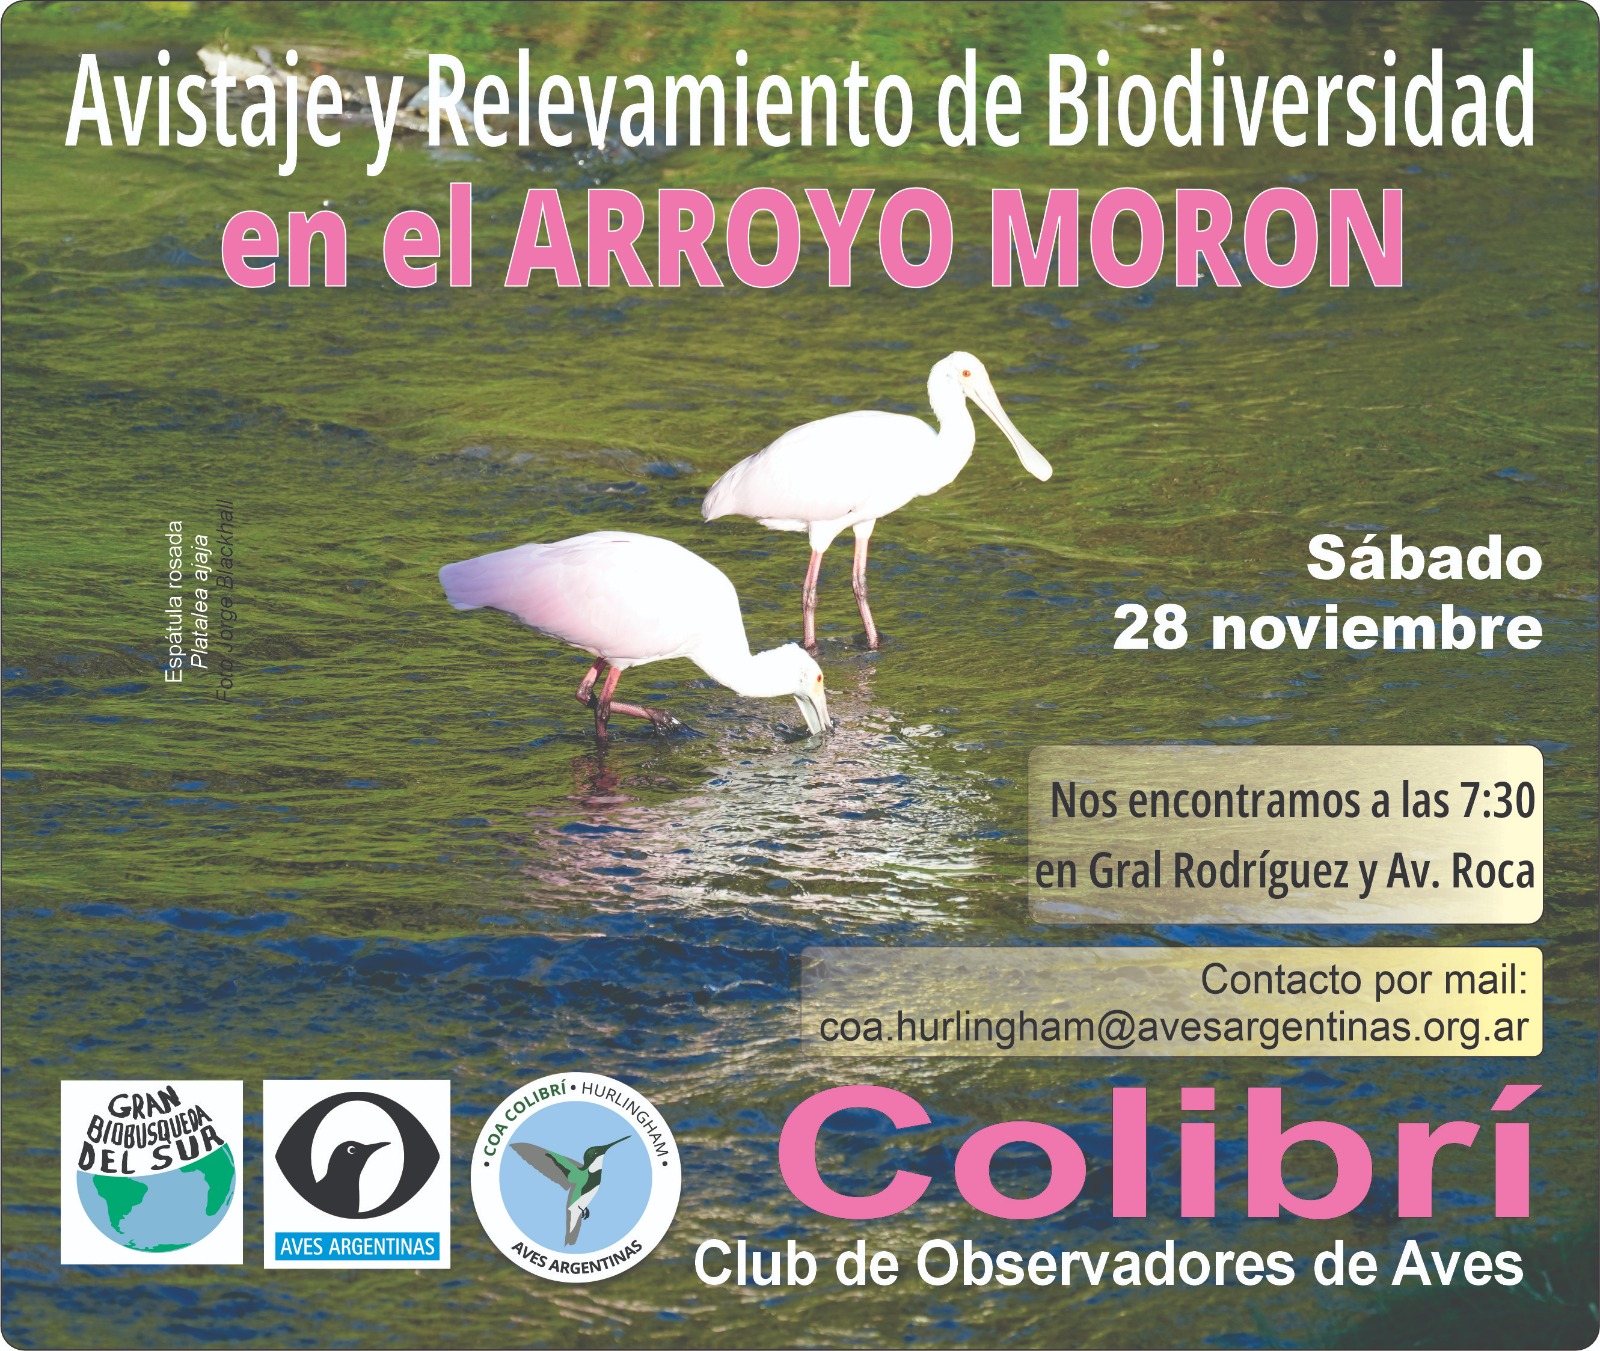 Avistaje y Relevamiento de Biodiversidad
en el ARROYO MORON
Espátula rosada
Platalea ajaja
Foto Jorge Blackhall
Sábado
28 noviembre
Nos encontramos a las 7:30
en Gral Rodríguez y Av. Roca
Contacto por mail:
coa.hurlingham@avesargentinas.org.ar
GRAN
BIOBUSQUEDA
DEL SUR
AVES ARGENTINAS
• COA COLIBRÍ • HURLINGHAM •
AVES ARGENTINAS
Colibrí
Club de Observadores de Aves